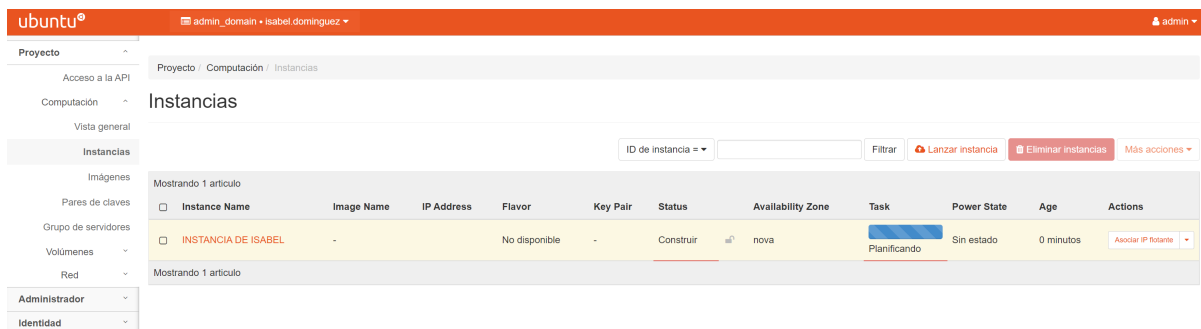 ubuntu®
admin_domain • isabel.dominguez
admin
Proyecto
Acceso a la API
Computación
Vista general
Instancias
Imágenes
Pares de claves
Grupo de servidores
Volúmenes
Red
Administrador
Identidad
Proyecto / Computación / Instancias
Instancias
ID de instancia = Filtrar Lanzar instancia Eliminar instancias Más acciones
Mostrando 1 articulo
Instance Name Image Name IP Address Flavor Key Pair Status Availability Zone Task Power State Age Actions
INSTANCIA DE ISABEL - No disponible - Construir nova Planificando Sin estado 0 minutos Asociar IP flotante
Mostrando 1 articulo